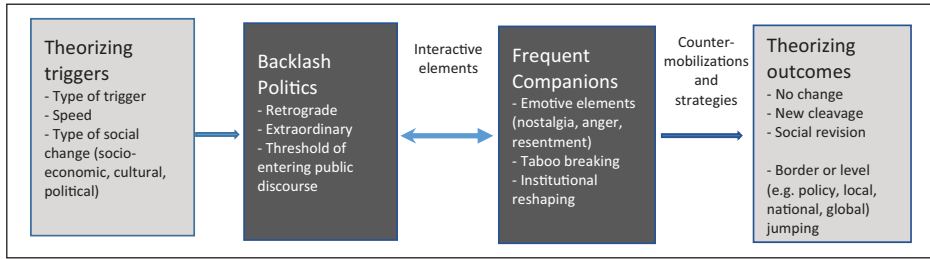 Theorizing
triggers
- Type of trigger
- Speed
- Type of social
change (socio-
economic, cultural,
political)
Backlash
Politics
- Retrograde
- Extraordinary
- Threshold of
entering public
discourse
Interactive
elements
Frequent
Companions
- Emotive elements
(nostalgia, anger,
resentment)
- Taboo breaking
- Institutional
reshaping
Counter-
mobilizations
and
strategies
Theorizing
outcomes
- No change
- New cleavage
- Social revision
- Border or level
(e.g. policy, local,
national, global)
jumping